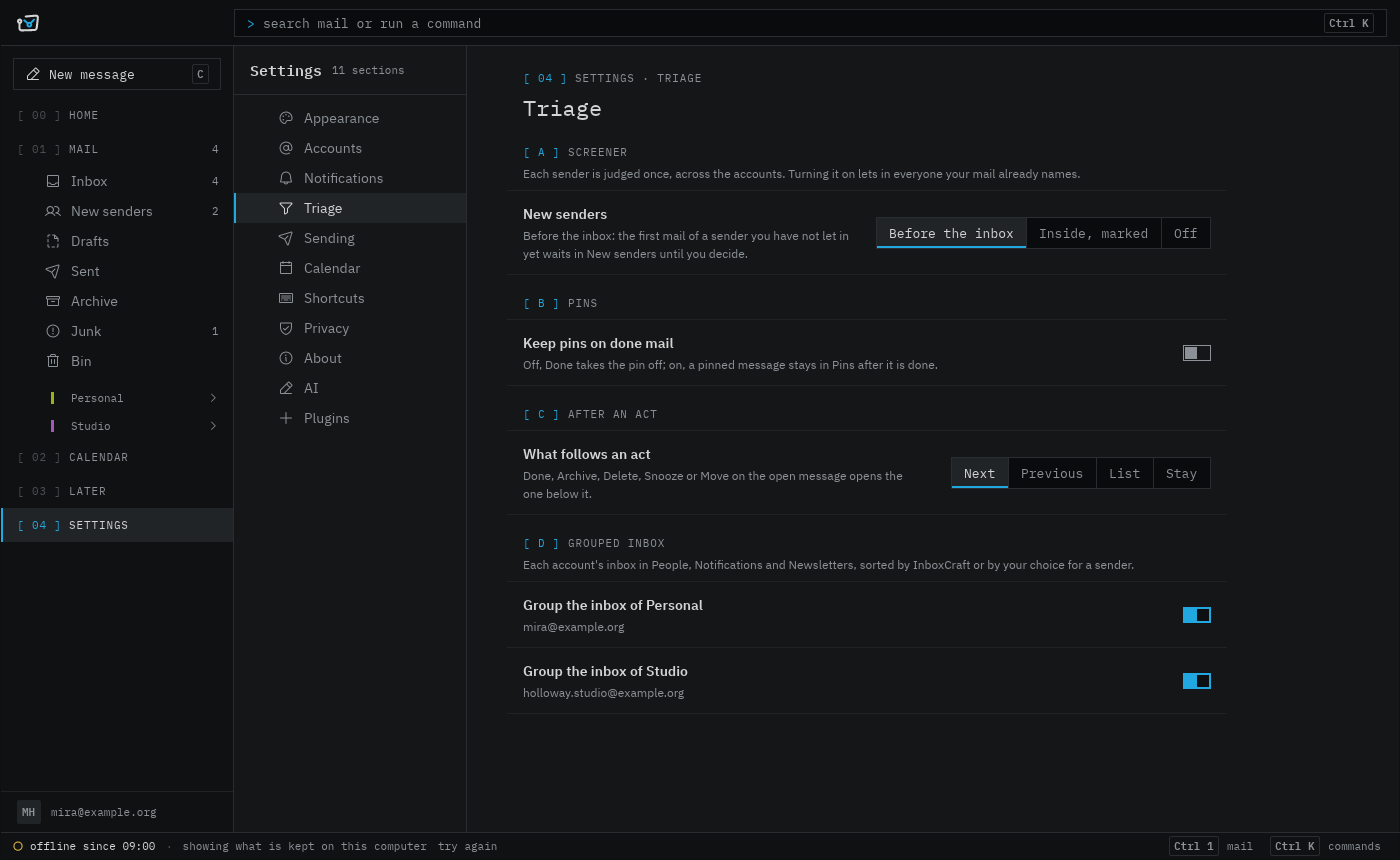 > search mail or run a command
Ctrl K
New message
C
[ 00 ] HOME
[ 01 ] MAIL 4
Inbox 4
New senders 2
Drafts
Sent
Archive
Junk 1
Bin
Personal
Studio
[ 02 ] CALENDAR
[ 03 ] LATER
[ 04 ] SETTINGS
MH mira@example.org
Settings 11 sections
Appearance
Accounts
Notifications
Triage
Sending
Calendar
Shortcuts
Privacy
About
AI
Plugins
[ 04 ] SETTINGS · TRIAGE
Triage
[ A ] SCREENER
Each sender is judged once, across the accounts. Turning it on lets in everyone your mail already names.
New senders
Before the inbox: the first mail of a sender you have not let in
yet waits in New senders until you decide.
Before the inbox Inside, marked Off
[ B ] PINS
Keep pins on done mail
Off, Done takes the pin off; on, a pinned message stays in Pins after it is done.
[ C ] AFTER AN ACT
What follows an act
Done, Archive, Delete, Snooze or Move on the open message opens the
one below it.
Next Previous List Stay
[ D ] GROUPED INBOX
Each account's inbox in People, Notifications and Newsletters, sorted by InboxCraft or by your choice for a sender.
Group the inbox of Personal
mira@example.org
Group the inbox of Studio
holloway.studio@example.org
offline since 09:00 · showing what is kept on this computer try again
Ctrl 1 mail Ctrl K commands